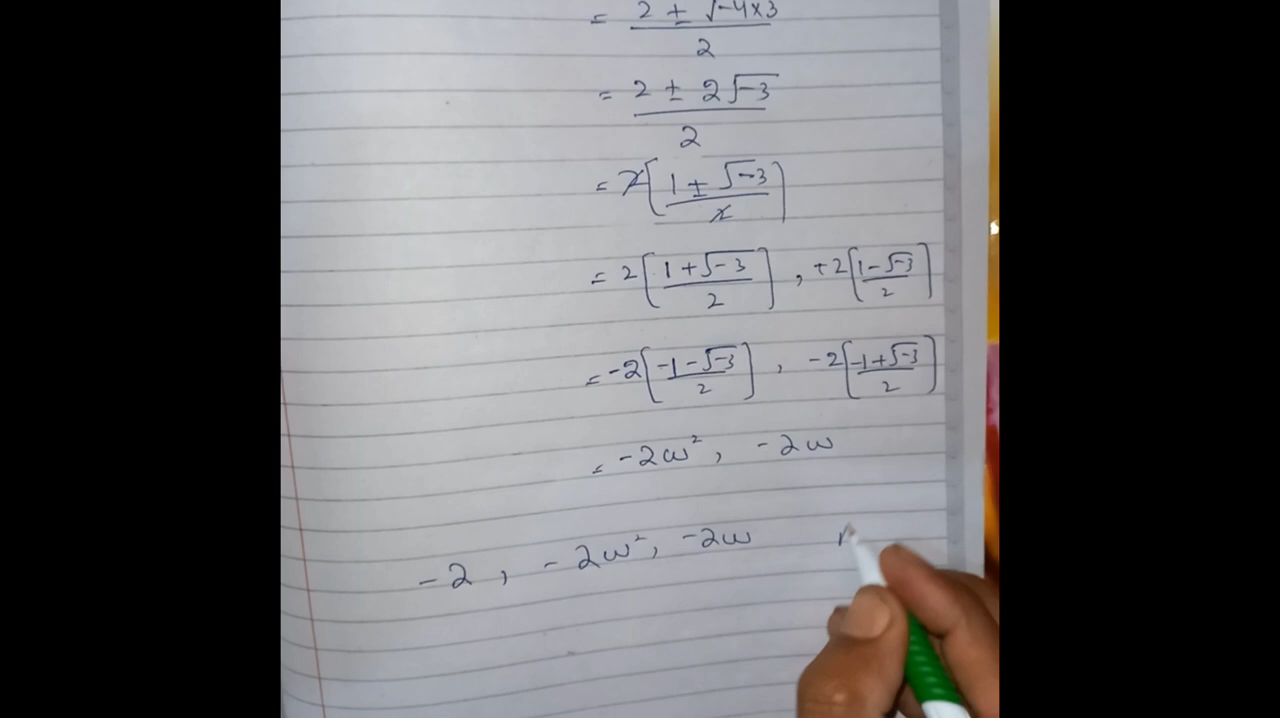 = 2 ± √-4×3 / 2
= 2 ± 2√-3 / 2
= 2[1 ± √-3 / 2]
= 2[1+√-3 / 2] , +2[1-√-3 / 2]
= -2[-1-√-3 / 2] , -2[-1+√-3 / 2]
= -2ω² , -2ω
-2 , -2ω² , -2ω